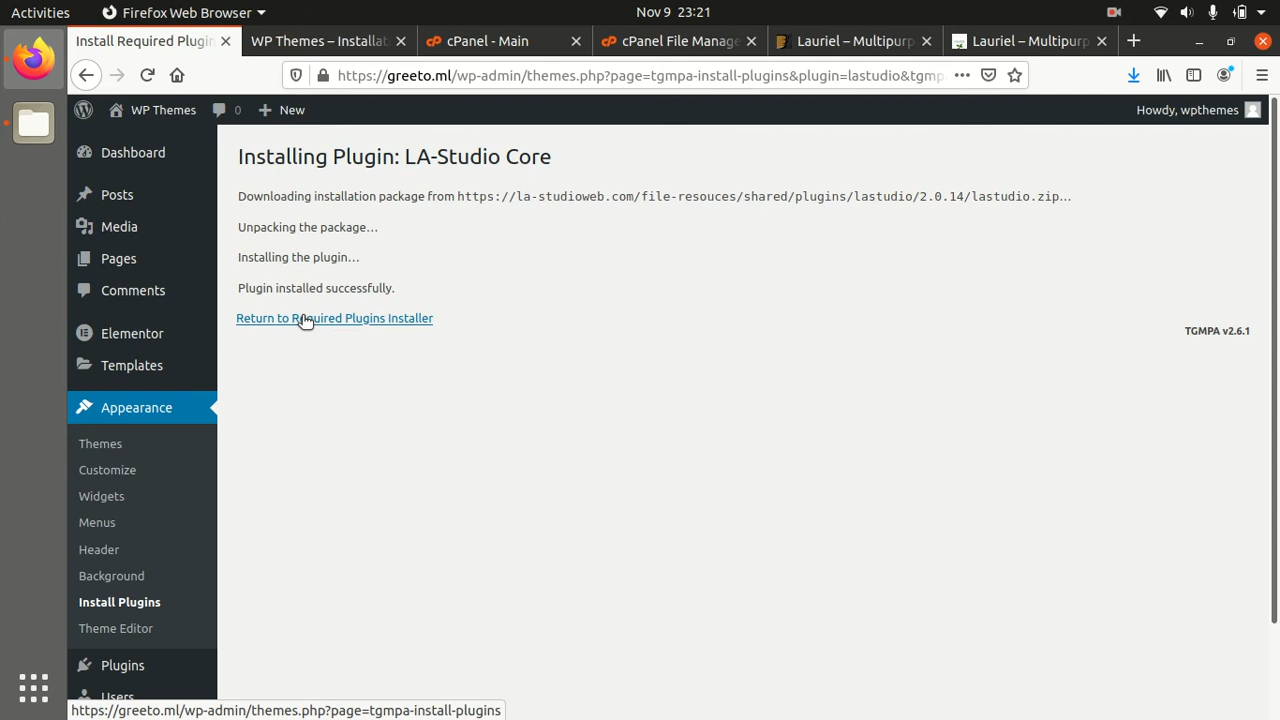 Activities
Firefox Web Browser
Nov 9 23:21
Install Required Plugin
WP Themes – Installat
cPanel - Main
cPanel File Manage
Lauriel – Multipurp
Lauriel – Multipurp
https://greeto.ml/wp-admin/themes.php?page=tgmpa-install-plugins&plugin=lastudio&tgmp
WP Themes
0
New
Howdy, wpthemes
Dashboard
Posts
Media
Pages
Comments
Elementor
Templates
Appearance
Themes
Customize
Widgets
Menus
Header
Background
Install Plugins
Theme Editor
Plugins
Users
Installing Plugin: LA-Studio Core
Downloading installation package from https://la-studioweb.com/file-resouces/shared/plugins/lastudio/2.0.14/lastudio.zip…
Unpacking the package…
Installing the plugin…
Plugin installed successfully.
Return to Required Plugins Installer
TGMPA v2.6.1
https://greeto.ml/wp-admin/themes.php?page=tgmpa-install-plugins